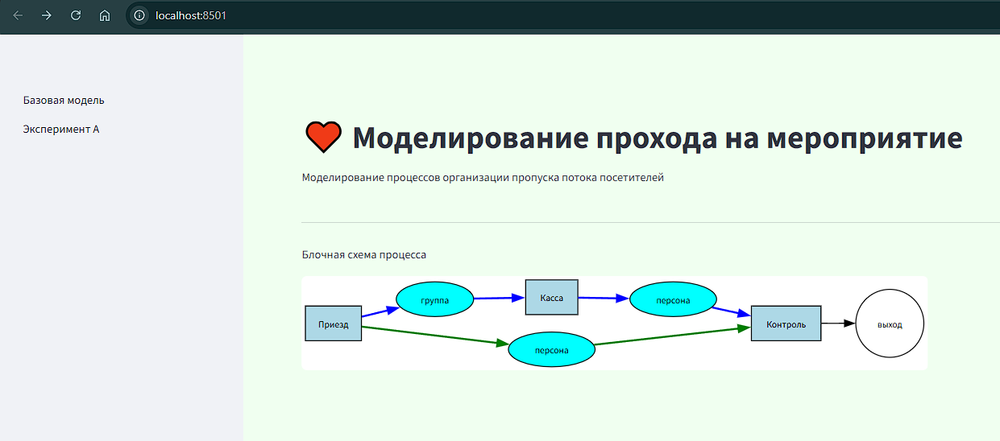 localhost:8501
Базовая модель
Эксперимент А
Моделирование прохода на мероприятие
Моделирование процессов организации пропуска потока посетителей
Блочная схема процесса
Приезд
группа
Касса
персона
персона
Контроль
выход